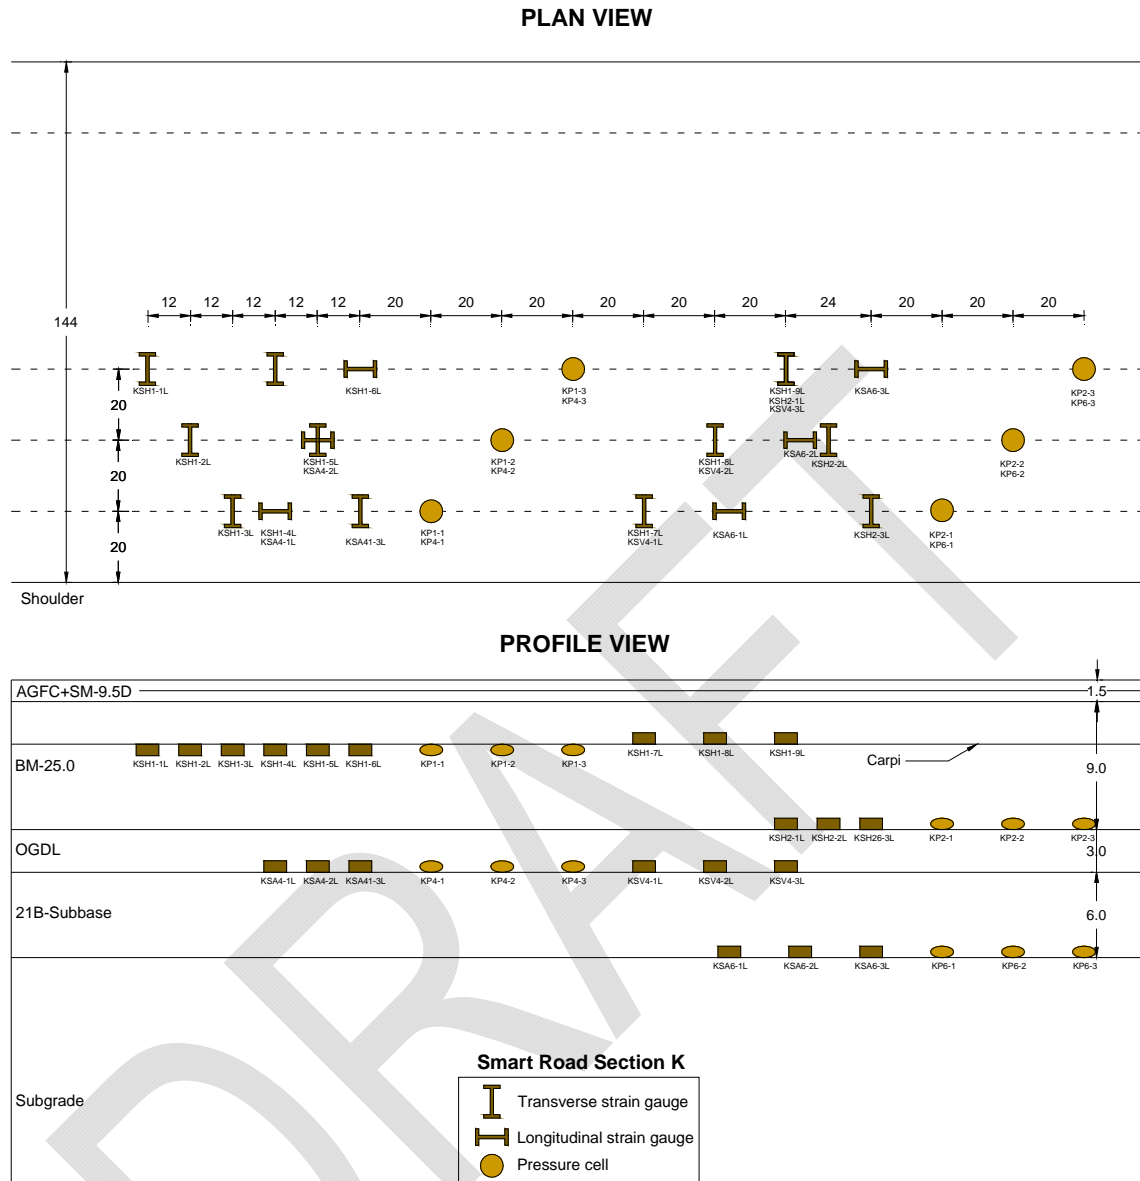 PLAN VIEW
12 12 12 12 12 20 20 20 20 20 20 24 20 20 20
144
KSH1-1L
KSH1-6L
KP1-3
KP4-3
KSH1-9L
KSH2-1L
KSV4-3L
KSA6-3L
KP2-3
KP6-3
20
KSH1-2L
KSH1-5L
KSA4-2L
KP1-2
KP4-2
KSH1-8L
KSV4-2L
KSA6-2L
KSH2-2L
KP2-2
KP6-2
20
KSH1-3L
KSH1-4L
KSA4-1L
KSA41-3L
KP1-1
KP4-1
KSH1-7L
KSV4-1L
KSA6-1L
KSH2-3L
KP2-1
KP6-1
20
Shoulder
PROFILE VIEW
AGFC+SM-9.5D
1.5
KSH1-7L KSH1-8L KSH1-9L
BM-25.0
KSH1-1L KSH1-2L KSH1-3L KSH1-4L KSH1-5L KSH1-6L KP1-1 KP1-2 KP1-3
Carpi
9.0
KSH2-1L KSH2-2L KSH26-3L KP2-1 KP2-2 KP2-3
OGDL
3.0
KSA4-1L KSA4-2L KSA41-3L KP4-1 KP4-2 KP4-3 KSV4-1L KSV4-2L KSV4-3L
21B-Subbase
6.0
KSA6-1L KSA6-2L KSA6-3L KP6-1 KP6-2 KP6-3
Subgrade
Smart Road Section K
Transverse strain gauge
Longitudinal strain gauge
Pressure cell
DRAFT